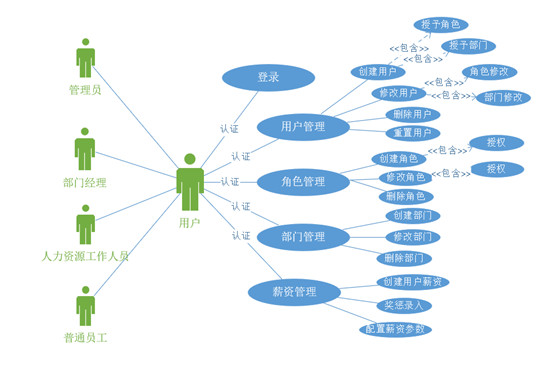 管理员
部门经理
人力资源工作人员
普通员工
用户
认证
认证
认证
认证
认证
登录
用户管理
角色管理
部门管理
薪资管理
创建用户
<<包含>>
授予角色
<<包含>>
授予部门
修改用户
<<包含>>
角色修改
<<包含>>
部门修改
删除用户
重置用户
创建角色
<<包含>>
授权
修改角色
<<包含>>
授权
删除角色
创建部门
修改部门
删除部门
创建用户薪资
奖惩录入
配置薪资参数